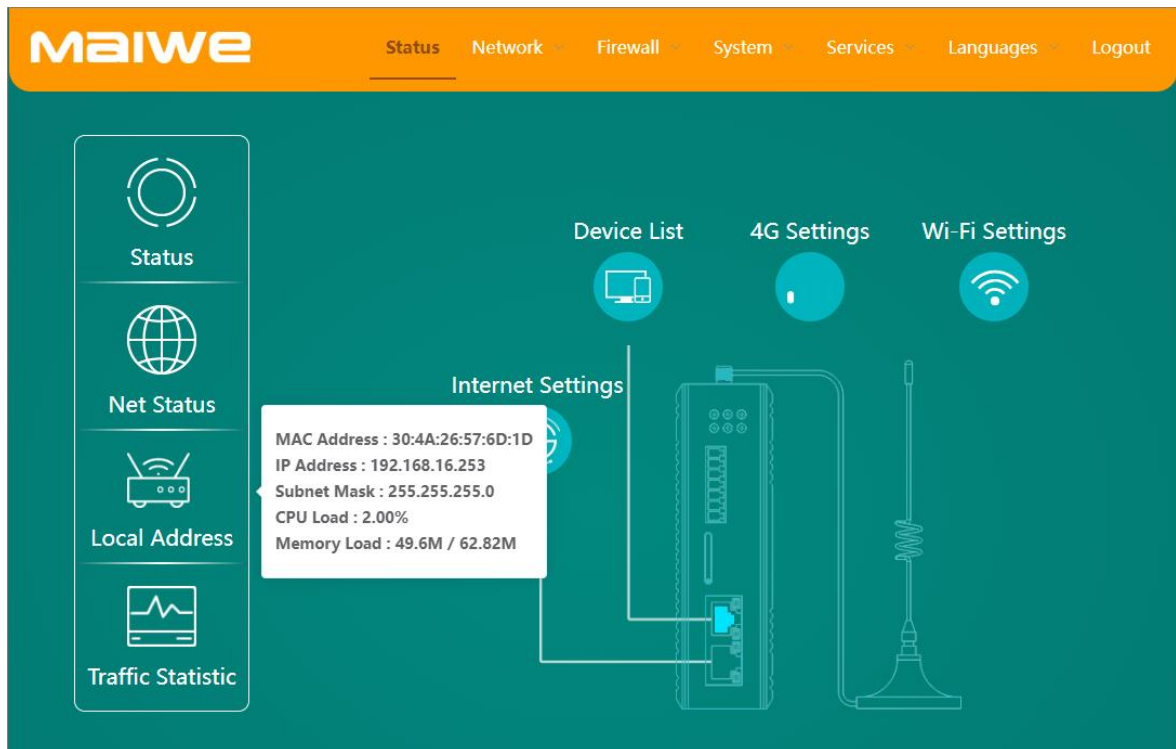 maiwe
Status Network Firewall System Services Languages Logout
Status
Net Status
Local Address
Traffic Statistic
Device List
4G Settings
Wi-Fi Settings
Internet Settings
MAC Address : 30:4A:26:57:6D:1D
IP Address : 192.168.16.253
Subnet Mask : 255.255.255.0
CPU Load : 2.00%
Memory Load : 49.6M / 62.82M